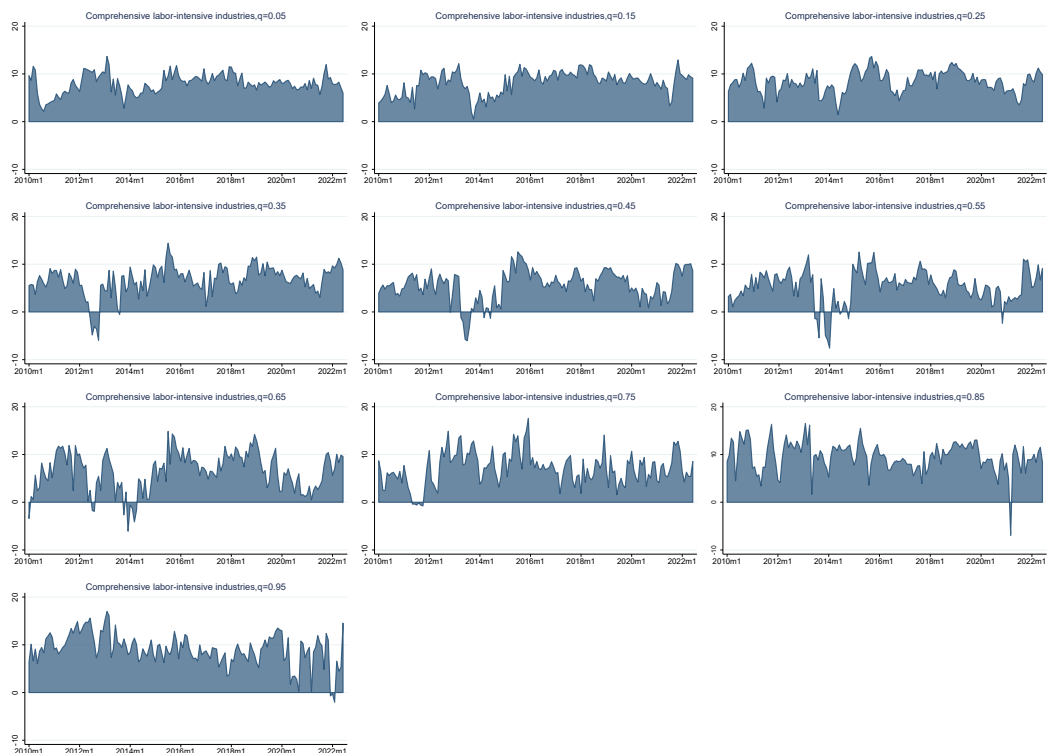 Comprehensive labor-intensive industries,q=0.05
20
10
0
-10
2010m1 2012m1 2014m1 2016m1 2018m1 2020m1 2022m1
Comprehensive labor-intensive industries,q=0.15
20
10
0
-10
2010m1 2012m1 2014m1 2016m1 2018m1 2020m1 2022m1
Comprehensive labor-intensive industries,q=0.25
20
10
0
-10
2010m1 2012m1 2014m1 2016m1 2018m1 2020m1 2022m1
Comprehensive labor-intensive industries,q=0.35
20
10
0
-10
2010m1 2012m1 2014m1 2016m1 2018m1 2020m1 2022m1
Comprehensive labor-intensive industries,q=0.45
20
10
0
-10
2010m1 2012m1 2014m1 2016m1 2018m1 2020m1 2022m1
Comprehensive labor-intensive industries,q=0.55
20
10
0
-10
2010m1 2012m1 2014m1 2016m1 2018m1 2020m1 2022m1
Comprehensive labor-intensive industries,q=0.65
20
10
0
-10
2010m1 2012m1 2014m1 2016m1 2018m1 2020m1 2022m1
Comprehensive labor-intensive industries,q=0.75
20
10
0
-10
2010m1 2012m1 2014m1 2016m1 2018m1 2020m1 2022m1
Comprehensive labor-intensive industries,q=0.85
20
10
0
-10
2010m1 2012m1 2014m1 2016m1 2018m1 2020m1 2022m1
Comprehensive labor-intensive industries,q=0.95
20
10
0
-10
2010m1 2012m1 2014m1 2016m1 2018m1 2020m1 2022m1